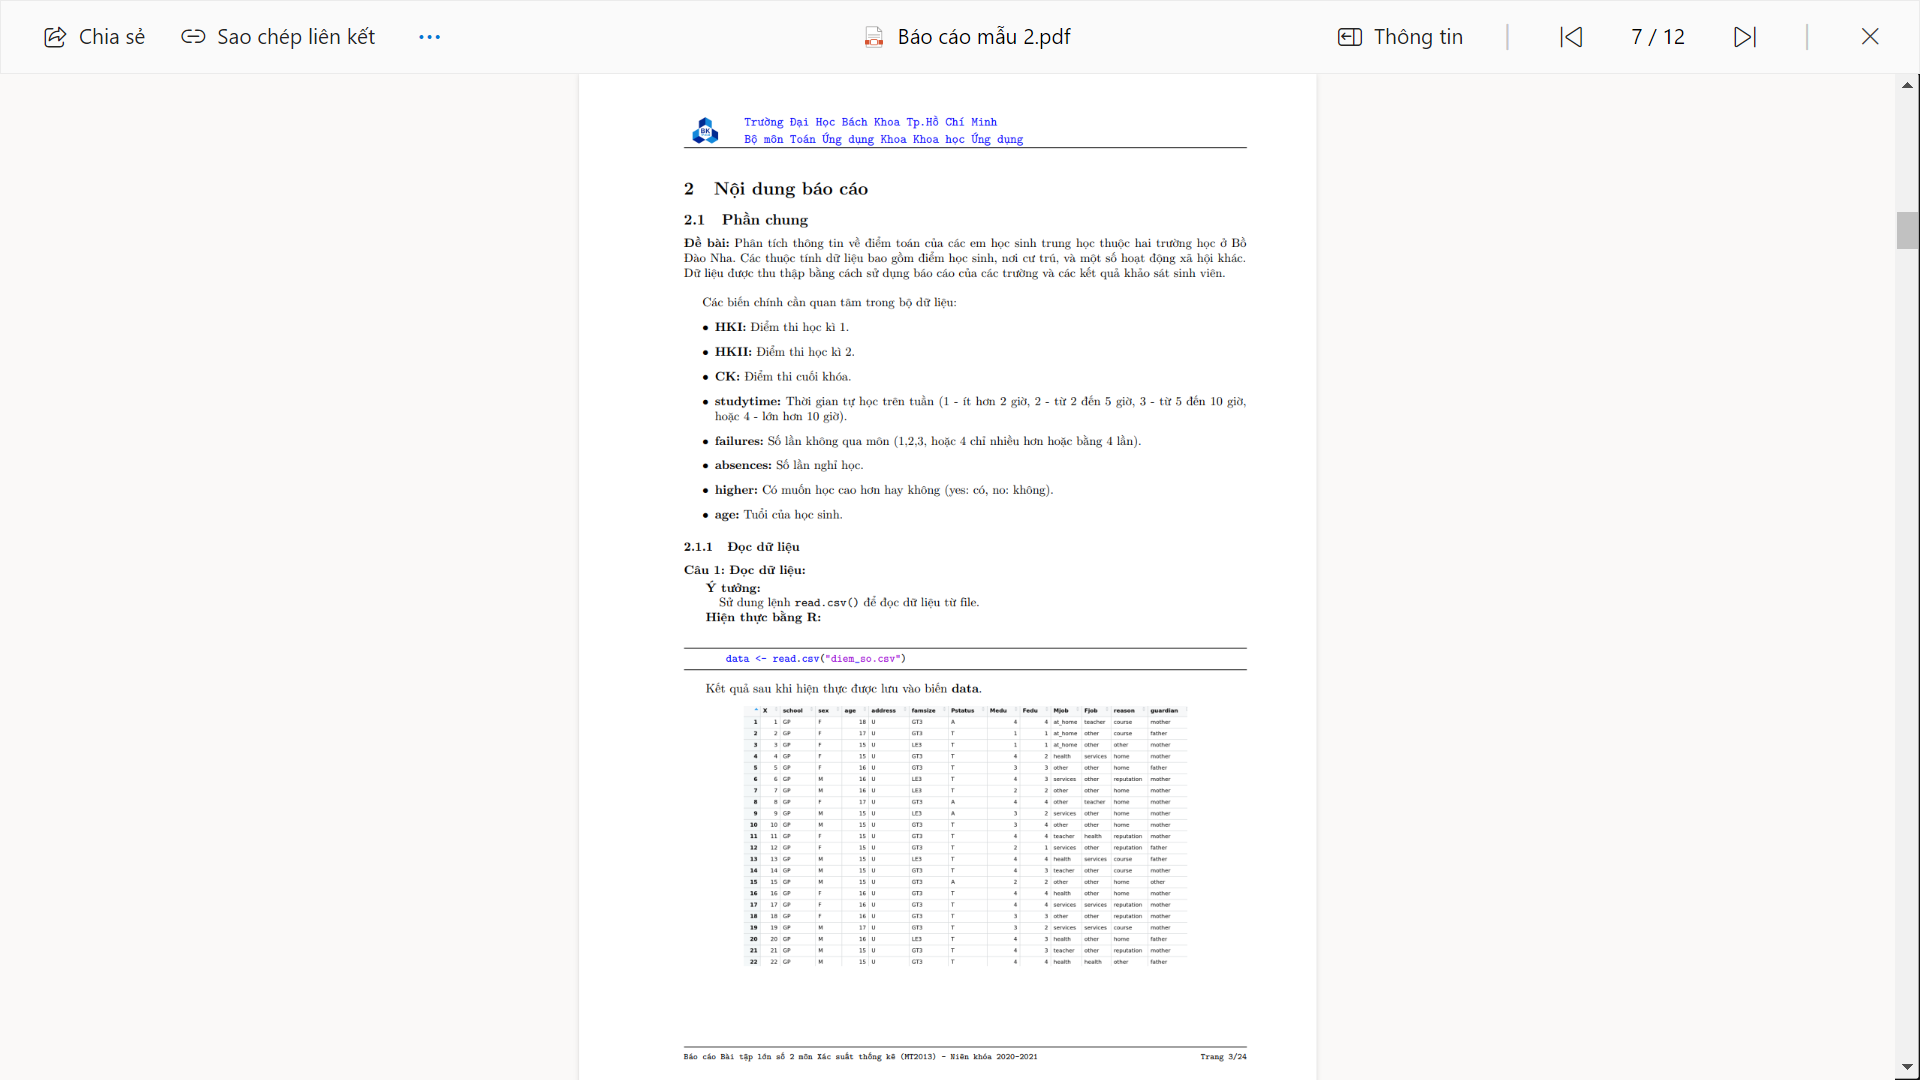 Chia sẻ Sao chép liên kết ... Báo cáo mẫu 2.pdf Thông tin 7 / 12
BK
Trường Đại Học Bách Khoa Tp.Hồ Chí Minh
Bộ môn Toán Ứng dụng Khoa Khoa học Ứng dụng
2 Nội dung báo cáo
2.1 Phần chung
Đề bài: Phân tích thông tin về điểm toán của các em học sinh trung học thuộc hai trường học ở Bồ
Đào Nha. Các thuộc tính dữ liệu bao gồm điểm học sinh, nơi cư trú, và một số hoạt động xã hội khác.
Dữ liệu được thu thập bằng cách sử dụng báo cáo của các trường và các kết quả khảo sát sinh viên.
Các biến chính cần quan tâm trong bộ dữ liệu:
• HKI: Điểm thi học kì 1.
• HKII: Điểm thi học kì 2.
• CK: Điểm thi cuối khóa.
• studytime: Thời gian tự học trên tuần (1 - ít hơn 2 giờ, 2 - từ 2 đến 5 giờ, 3 - từ 5 đến 10 giờ,
hoặc 4 - lớn hơn 10 giờ).
• failures: Số lần không qua môn (1,2,3, hoặc 4 chỉ nhiều hơn hoặc bằng 4 lần).
• absences: Số lần nghỉ học.
• higher: Có muốn học cao hơn hay không (yes: có, no: không).
• age: Tuổi của học sinh.
2.1.1 Đọc dữ liệu
Câu 1: Đọc dữ liệu:
Ý tưởng:
Sử dung lệnh read.csv() để đọc dữ liệu từ file.
Hiện thực bằng R:
data <- read.csv("diem_so.csv")
Kết quả sau khi hiện thực được lưu vào biến data.
X school sex age address famsize Pstatus Medu Fedu Mjob Fjob reason guardian
1 1 GP F 18 U GT3 A 4 4 at_home teacher course mother
2 2 GP F 17 U GT3 T 1 1 at_home other course father
3 3 GP F 15 U LE3 T 1 1 at_home other other mother
4 4 GP F 15 U GT3 T 4 2 health services home mother
5 5 GP F 16 U GT3 T 3 3 other other home father
6 6 GP M 16 U LE3 T 4 3 services other reputation mother
7 7 GP M 16 U LE3 T 2 2 other other home mother
8 8 GP F 17 U GT3 A 4 4 other teacher home mother
9 9 GP M 15 U LE3 A 3 2 services other home mother
10 10 GP M 15 U GT3 T 3 4 other other home mother
11 11 GP F 15 U GT3 T 4 4 teacher health reputation mother
12 12 GP F 15 U GT3 T 2 1 services other reputation father
13 13 GP M 15 U LE3 T 4 4 health services course father
14 14 GP M 15 U GT3 T 4 3 teacher other course mother
15 15 GP M 15 U GT3 A 2 2 other other home other
16 16 GP F 16 U GT3 T 4 4 health other home mother
17 17 GP F 16 U GT3 T 4 4 services services reputation mother
18 18 GP F 16 U GT3 T 3 3 other other reputation mother
19 19 GP M 17 U GT3 T 3 2 services services course mother
20 20 GP M 16 U LE3 T 4 3 health other home father
21 21 GP M 15 U GT3 T 4 3 teacher other reputation mother
22 22 GP M 15 U GT3 T 4 4 health health other father
Báo cáo Bài tập lớn số 2 môn Xác suất thống kê (MT2013) - Niên khóa 2020-2021 Trang 3/24